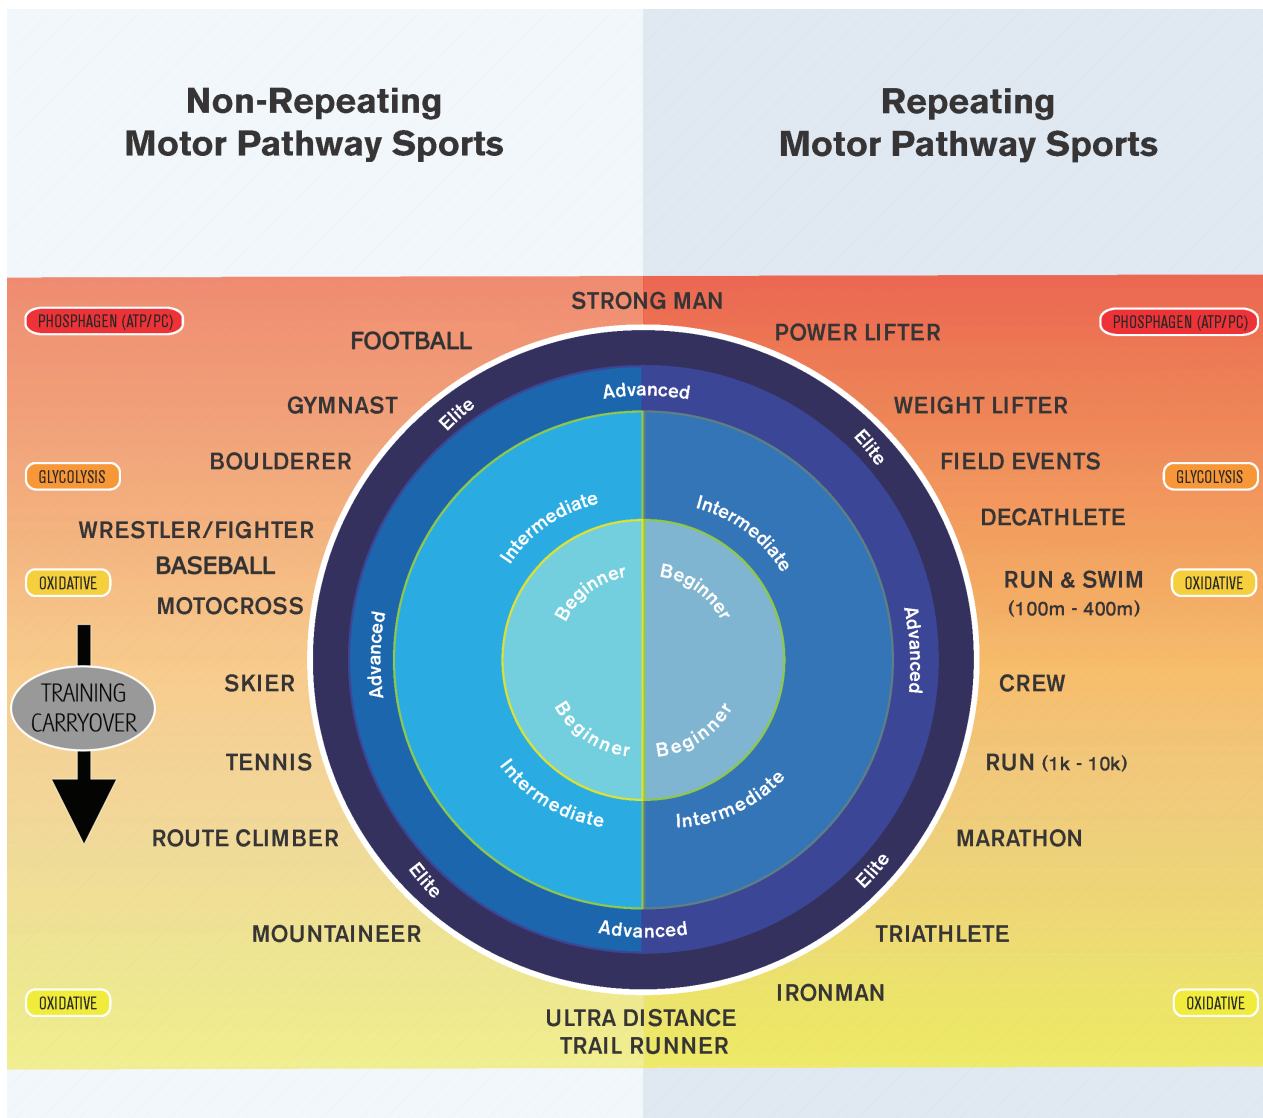 Non-Repeating
Motor Pathway Sports
Repeating
Motor Pathway Sports
STRONG MAN
PHOSPHAGEN (ATP/PC)
PHOSPHAGEN (ATP/PC)
FOOTBALL
POWER LIFTER
GYMNAST
WEIGHT LIFTER
BOULDERER
FIELD EVENTS
GLYCOLYSIS
GLYCOLYSIS
WRESTLER/FIGHTER
DECATHLETE
BASEBALL
OXIDATIVE
RUN & SWIM
(100m - 400m)
OXIDATIVE
MOTOCROSS
TRAINING
CARRYOVER
SKIER
CREW
TENNIS
RUN (1k - 10k)
ROUTE CLIMBER
MARATHON
MOUNTAINEER
TRIATHLETE
OXIDATIVE
IRONMAN
OXIDATIVE
ULTRA DISTANCE
TRAIL RUNNER
Advanced
Elite
Elite
Intermediate
Intermediate
Beginner
Beginner
Advanced
Advanced
Beginner
Beginner
Intermediate
Intermediate
Elite
Elite
Advanced